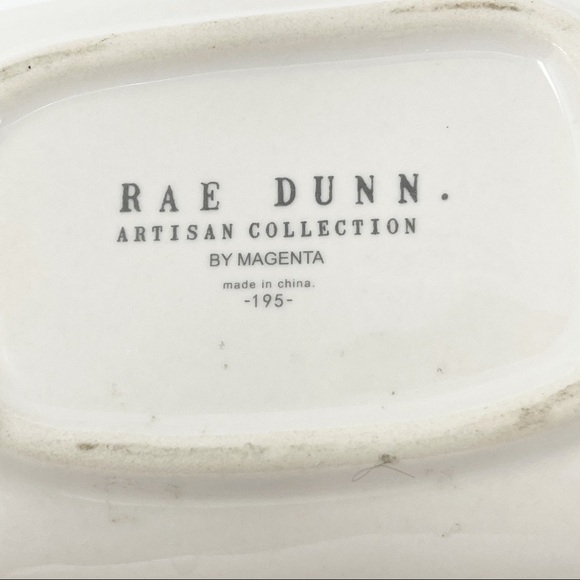 RAE DUNN.
ARTISAN COLLECTION
BY MAGENTA
made in china.
-195-